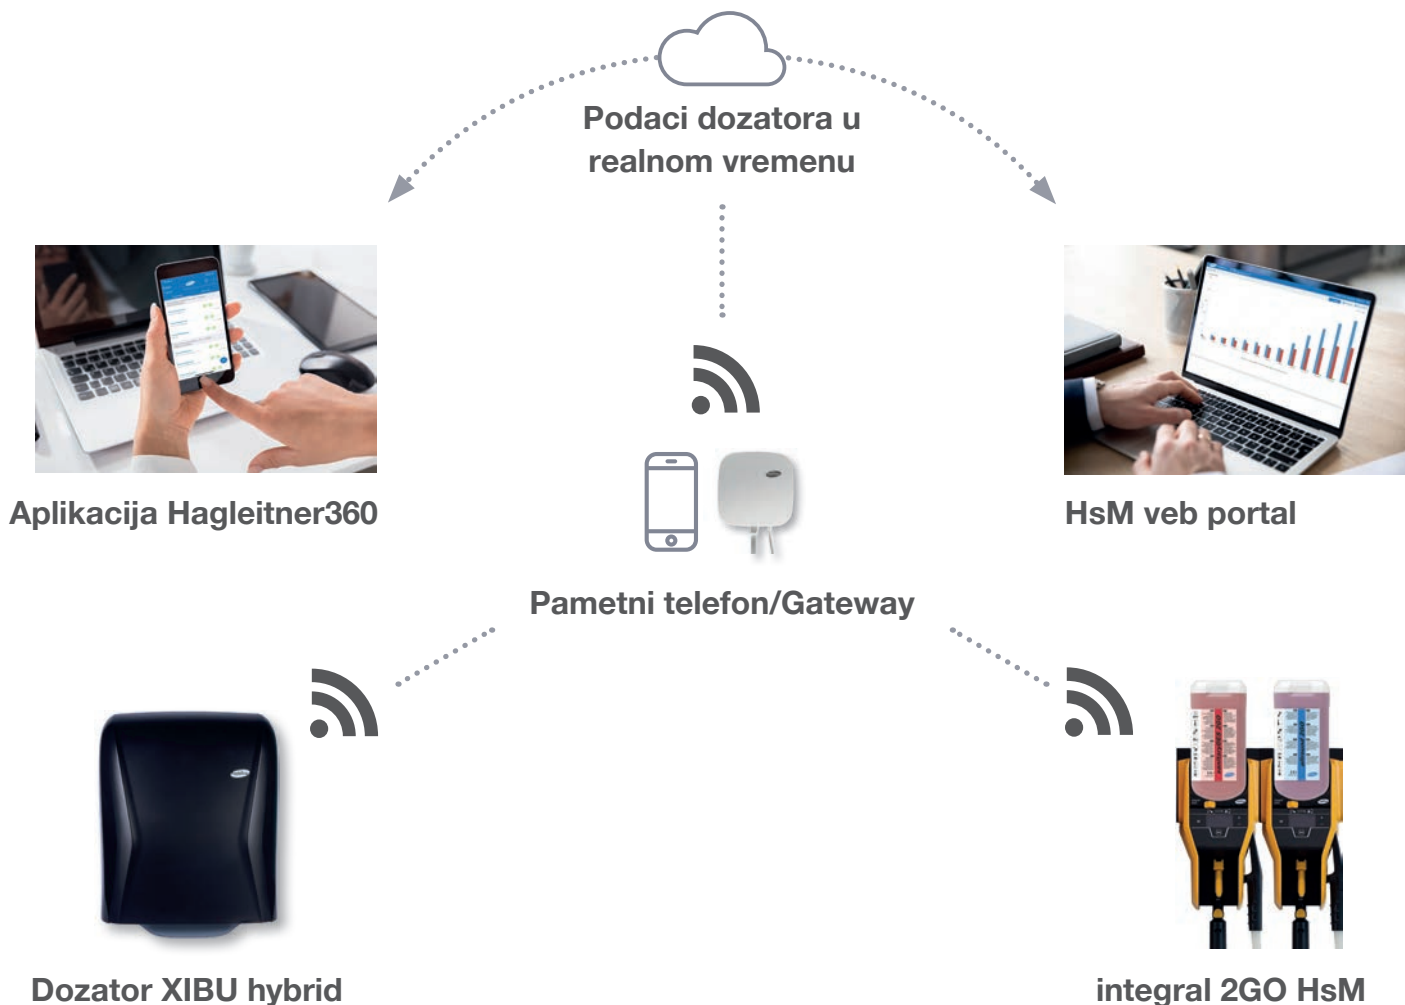 Podaci dozatora u
realnom vremenu
Aplikacija Hagleitner360
HsM veb portal
Pametni telefon/Gateway
Dozator XIBU hybrid
integral 2GO HsM